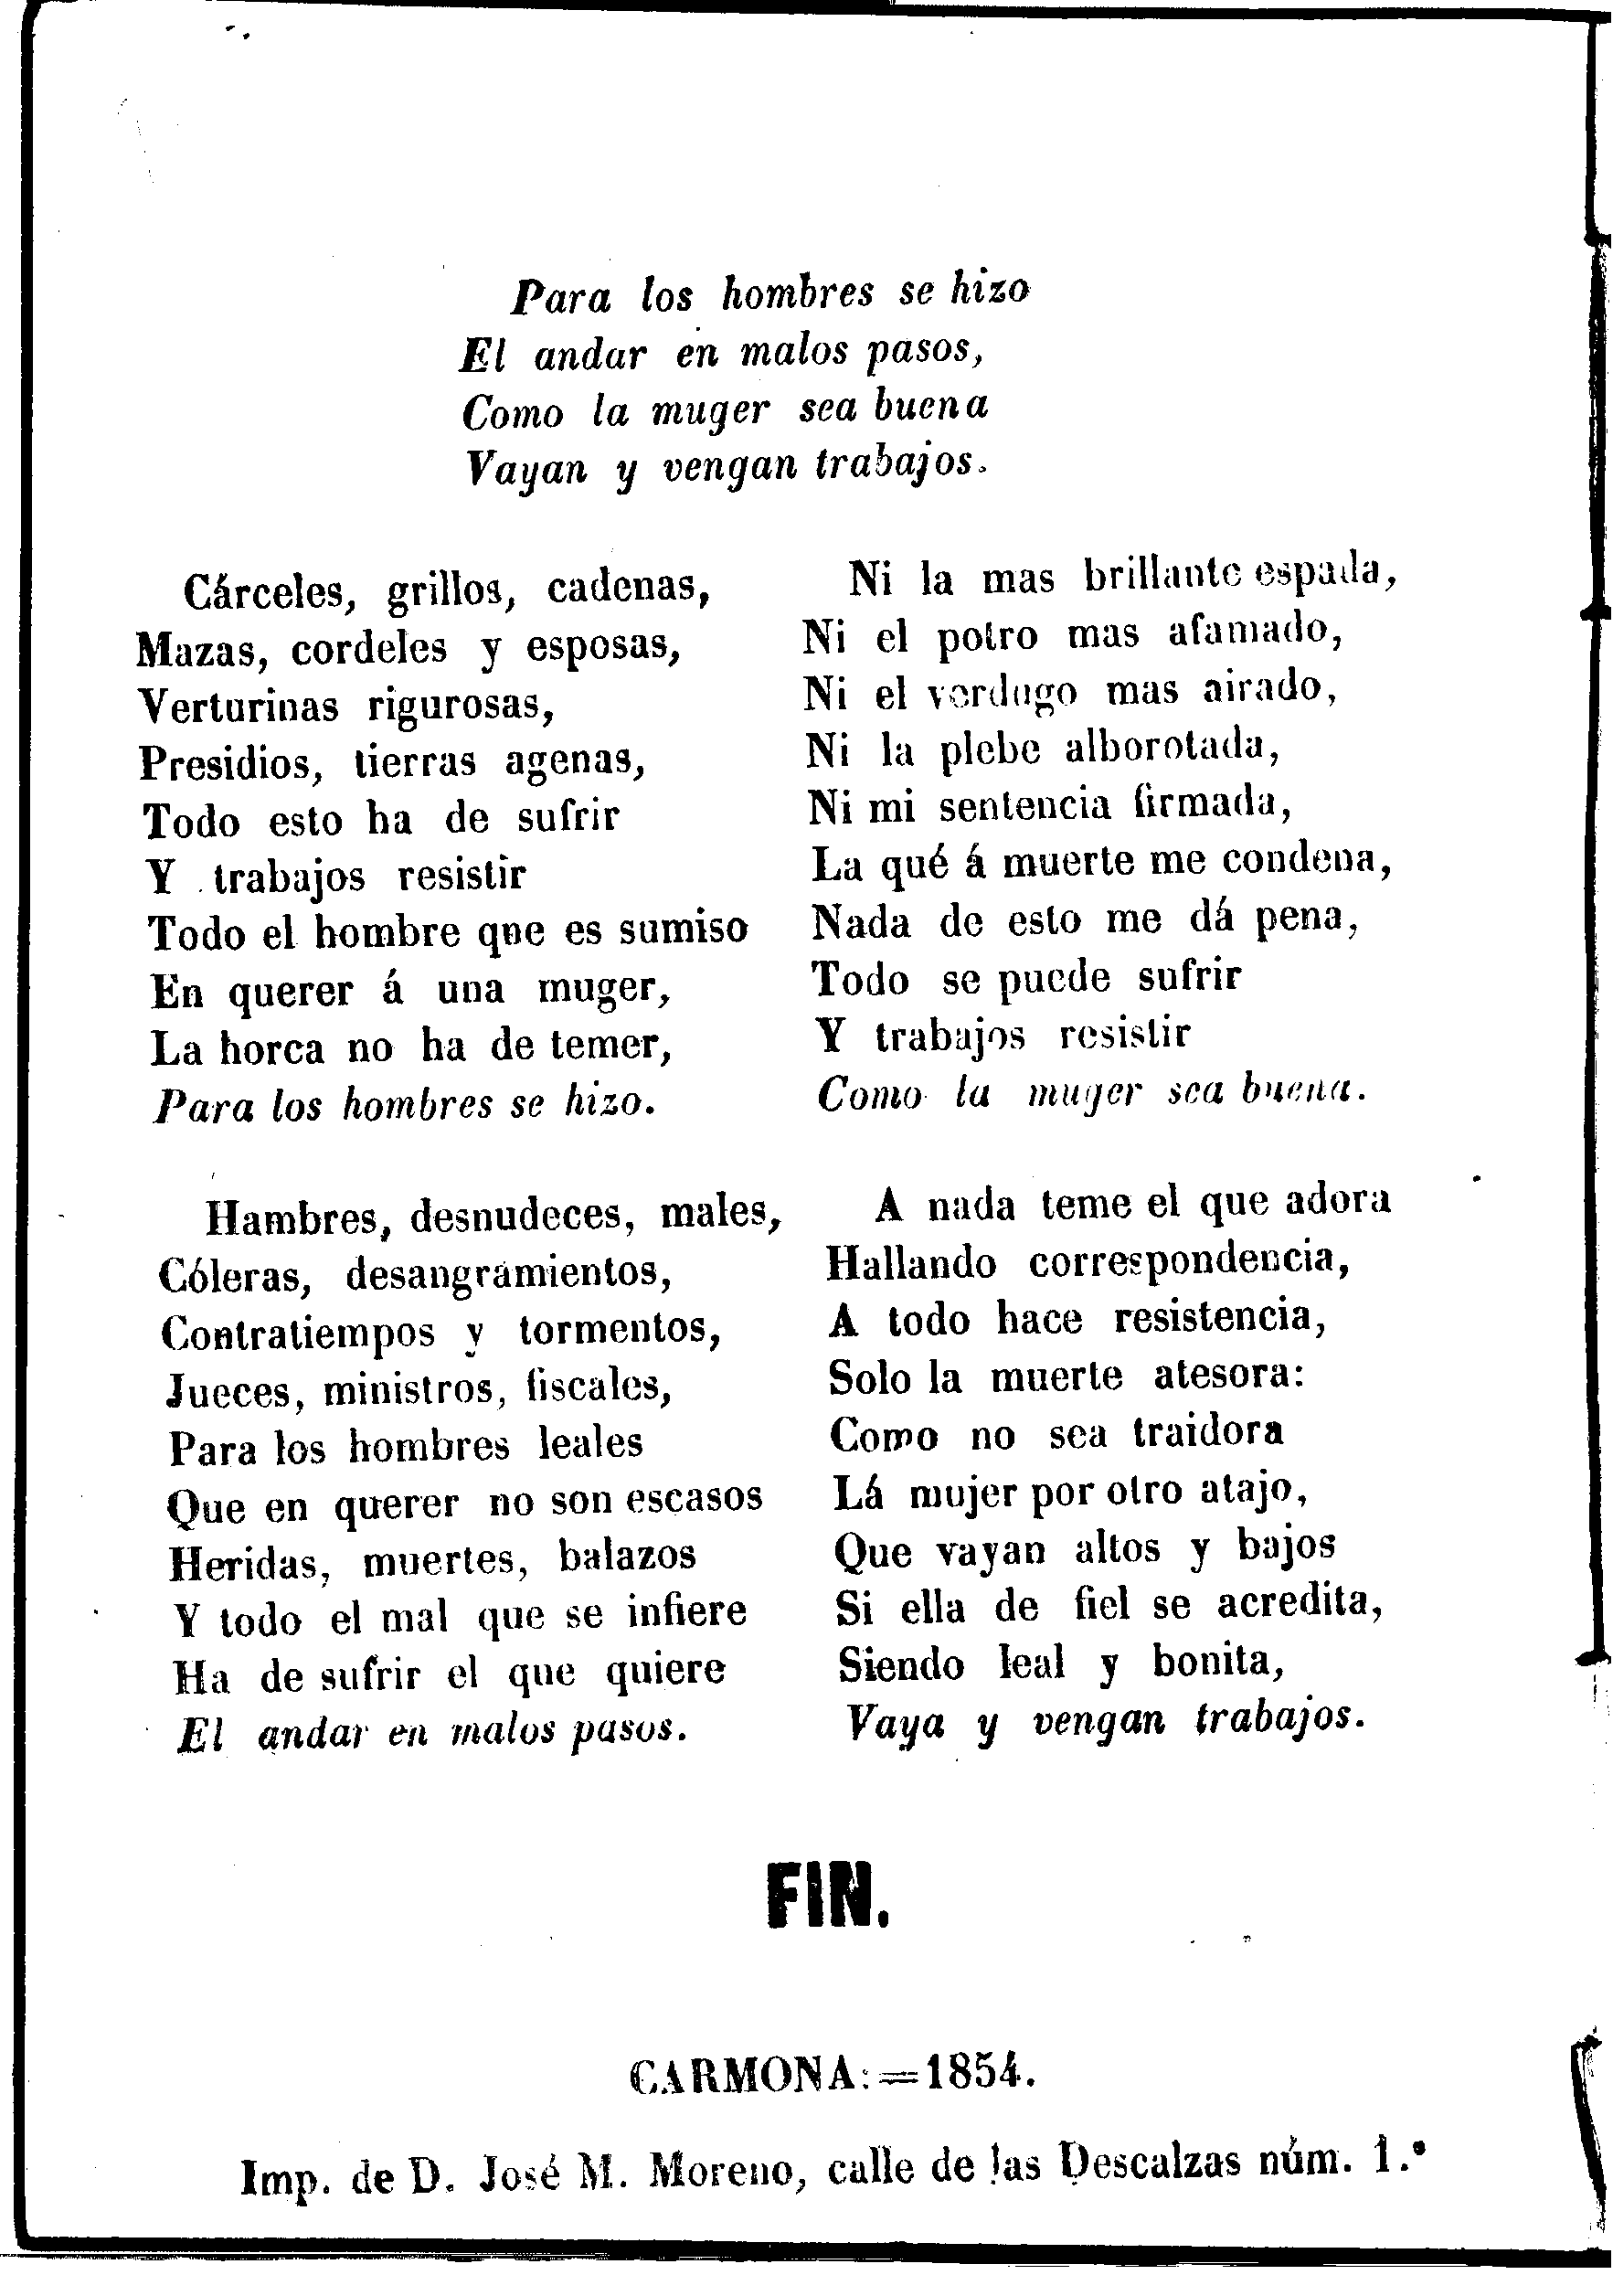 Para los hombres se hizo
El andar en malos pasos,
Como la muger sea buena
Vayan y vengan trabajos.
Cárceles, grillos, cadenas,
Mazas, cordeles y esposas,
Verturinas rigurosas,
Presidios, tierras agenas,
Todo esto ha de sufrir
Y trabajos resistir
Todo el hombre que es sumiso
En querer á una muger,
La horca no ha de temer,
Para los hombres se hizo.
Hambres, desnudeces, males,
Cóleras, desangramientos,
Contratiempos y tormentos,
Jueces, ministros, fiscales,
Para los hombres leales
Que en querer no son escasos
Heridas, muertes, balazos
Y todo el mal que se infiere
Ha de sufrir el que quiere
El andar en malos pasos.
Ni la mas brillante espada,
Ni el potro mas afamado,
Ni el verdugo mas airado,
Ni la plebe alborotada,
Ni mi sentencia firmada,
La qué á muerte me condena,
Nada de esto me dá pena,
Todo se puede sufrir
Y trabajos resistir
Como la muger sea buena.
A nada teme el que adora
Hallando correspondencia,
A todo hace resistencia,
Solo la muerte atesora:
Como no sea traidora
Lá mujer por otro atajo,
Que vayan altos y bajos
Si ella de fiel se acredita,
Siendo leal y bonita,
Vaya y vengan trabajos.
FIN.
CARMONA:=1854.
Imp. de D. José M. Moreno, calle de las Descalzas núm. 1.º